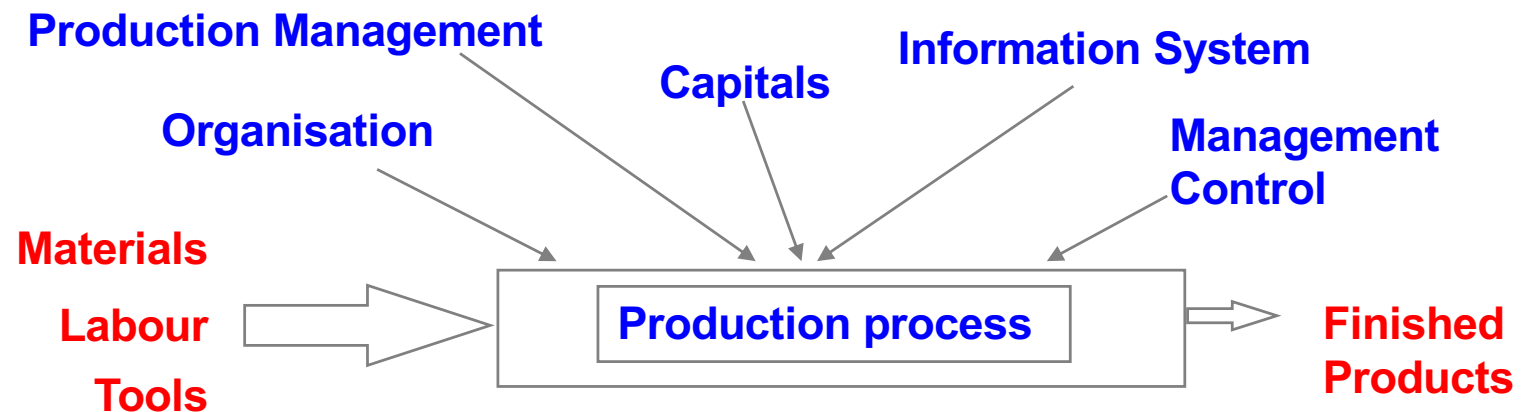 Production Management
Information System
Capitals
Organisation
Management
Control
Materials
Labour
Tools
Production process
Finished
Products